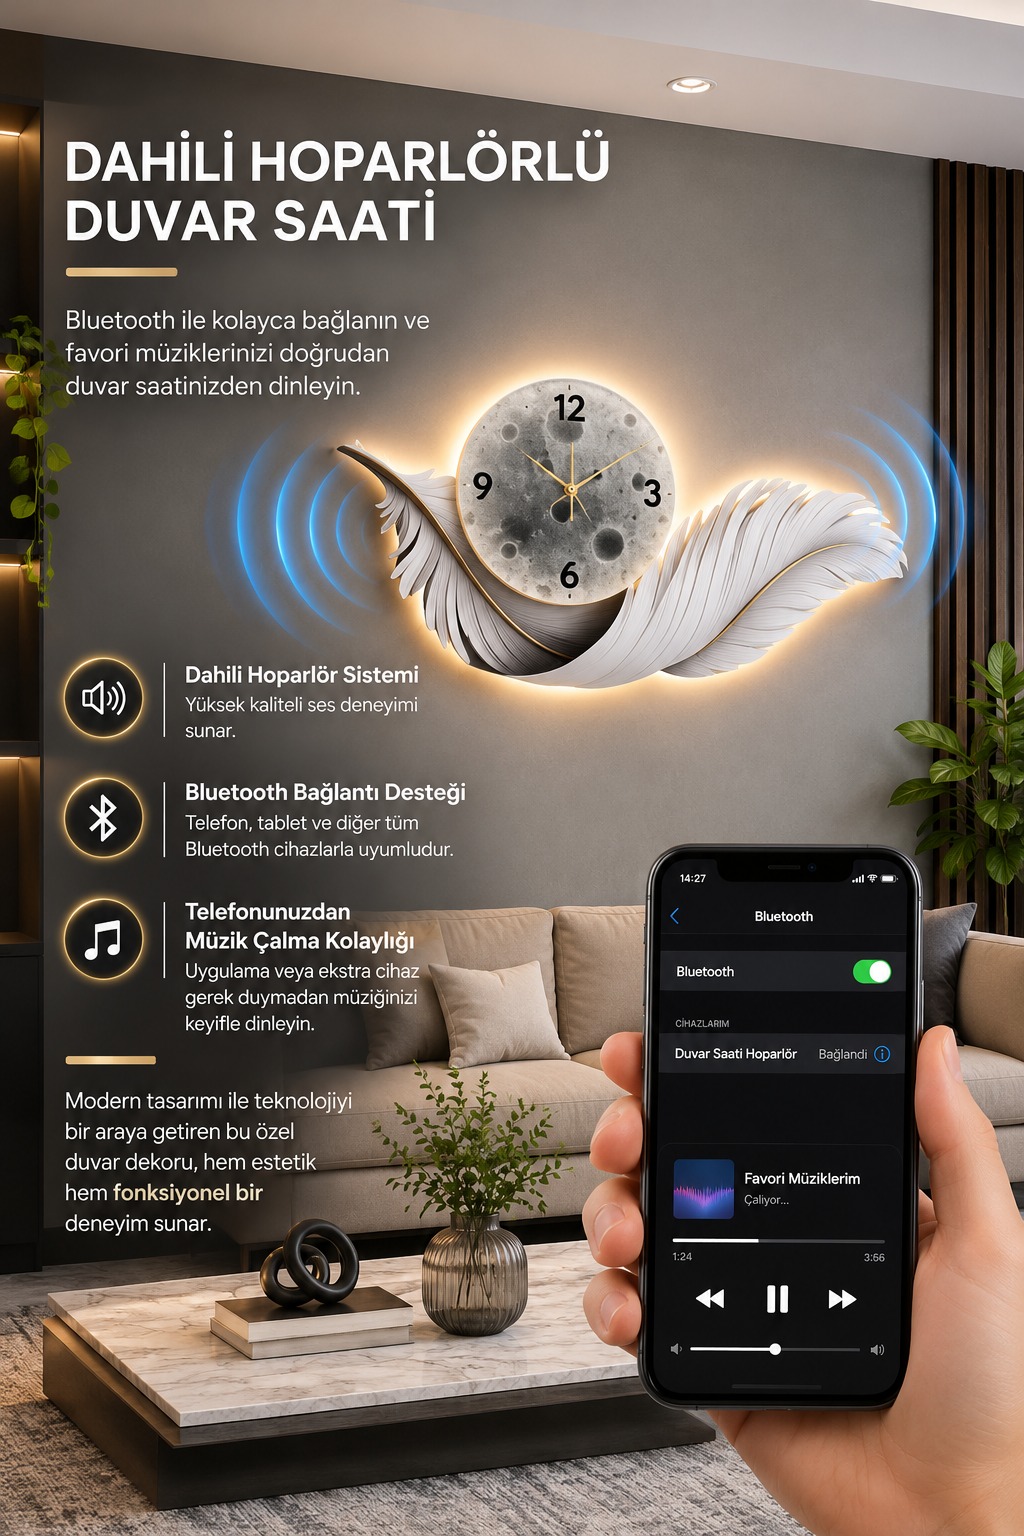 DAHİLİ HOPARLÖRLÜ
DUVAR SAATİ
Bluetooth ile kolayca bağlanın ve
favori müziklerinizi doğrudan
duvar saatinizden dinleyin.
12
9
3
6
Dahili Hoparlör Sistemi
Yüksek kaliteli ses deneyimi
sunar.
Bluetooth Bağlantı Desteği
Telefon, tablet ve diğer tüm
Bluetooth cihazlarla uyumludur.
Telefonunuzdan
Müzik Çalma Kolaylığı
Uygulama veya ekstra cihaz
gerek duymadan müziğinizi
keyifle dinleyin.
Modern tasarımı ile teknolojiyi
bir araya getiren bu özel
duvar dekoru, hem estetik
hem fonksiyonel bir
deneyim sunar.
14:27
Bluetooth
Bluetooth
CİHAZLARIM
Duvar Saati Hoparlör Bağlandi
Favori Müziklerim
Çalıyor...
1:24 3:56